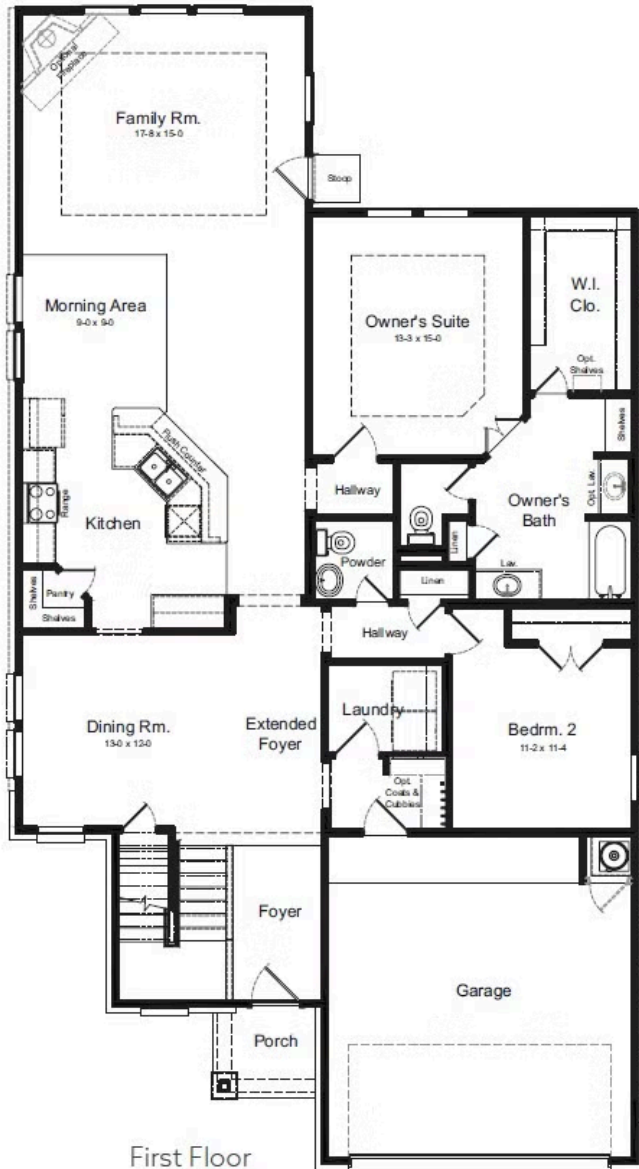 Optional
Fireplace
Family Rm.
17-8 x 15-0
Stoop
Morning Area
9-0 x 9-0
Owner's Suite
13-3 x 15-0
W.I.
Clo.
Opt.
Shelves
Shelves
Flush Counter
Range
Kitchen
Hallway
Owner's
Bath
Opt. Lav.
Linen
Powder
Lav.
Linen
Shelves
Pantry
Shelves
Hallway
Dining Rm.
13-0 x 12-0
Extended
Foyer
Laundry
Bedrm. 2
11-2 x 11-4
Opt.
Coats &
Cubbies
Foyer
Garage
Porch
First Floor